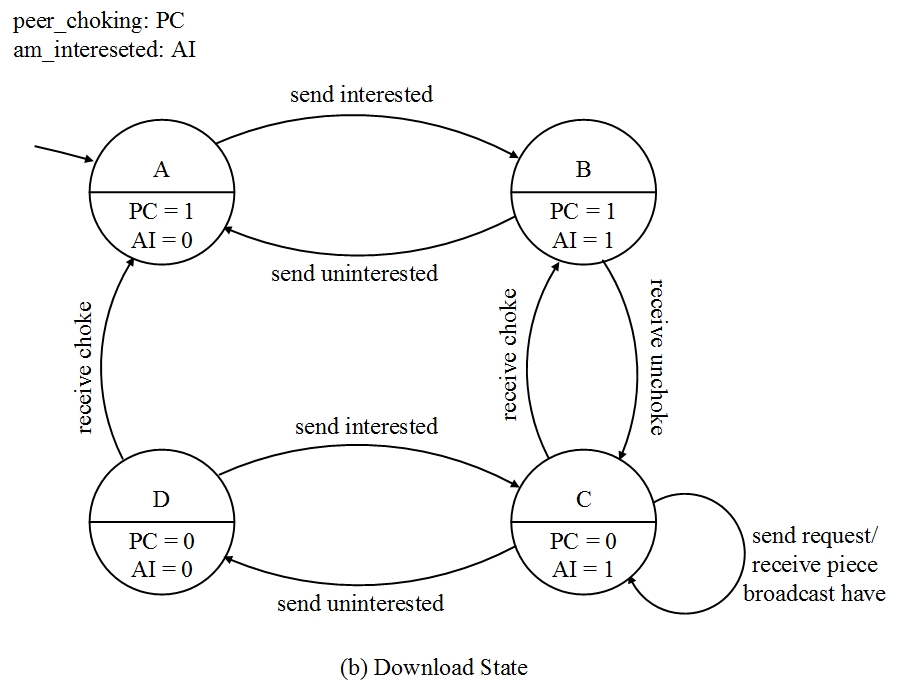 peer_choking: PC
am_intereseted: AI
send interested
A
PC = 1
AI = 0
B
PC = 1
AI = 1
send uninterested
receive choke
receive choke
receive unchoke
send interested
D
PC = 0
AI = 0
C
PC = 0
AI = 1
send request/
receive piece
broadcast have
send uninterested
(b) Download State